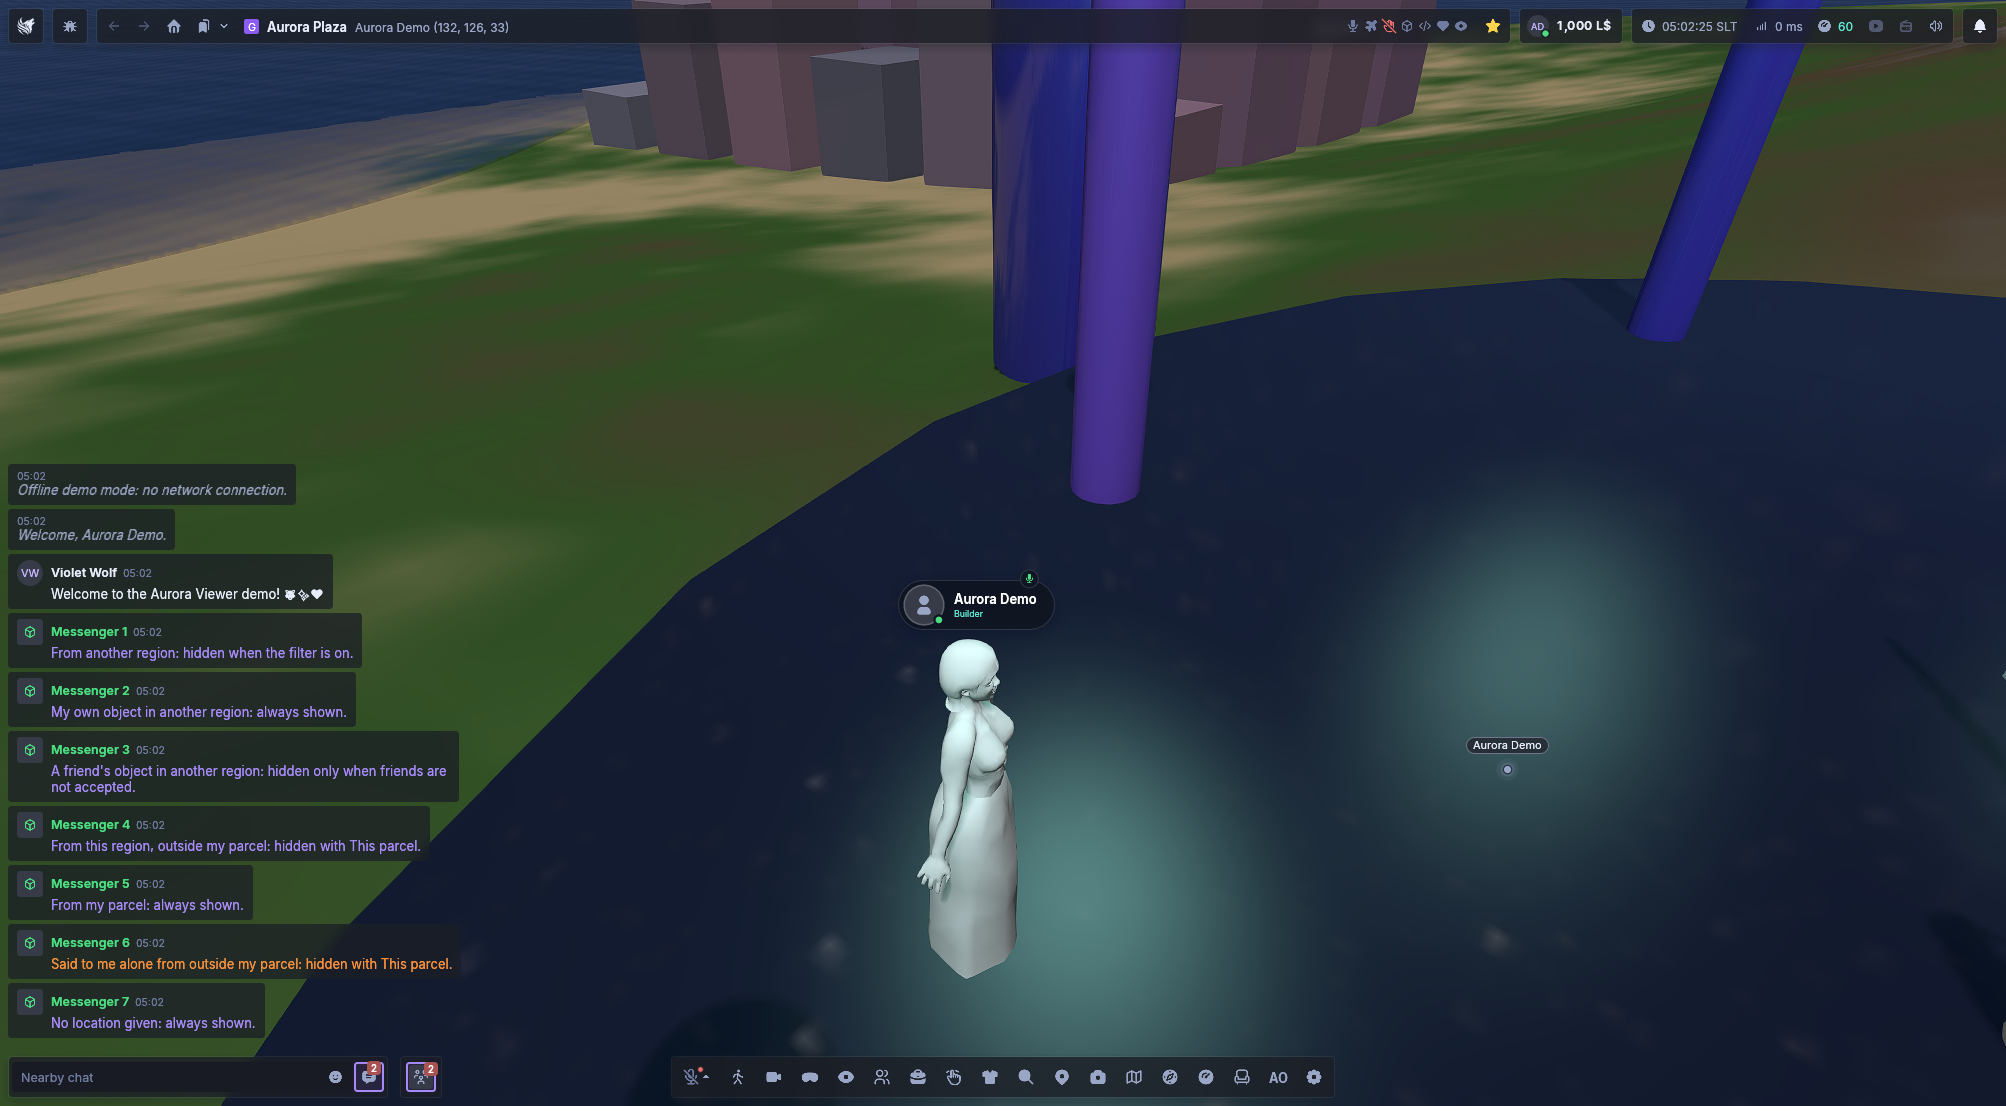 G Aurora Plaza Aurora Demo (132, 126, 33)
AD 1,000 L$
05:02:25 SLT 0 ms 60
05:02
Offline demo mode: no network connection.
05:02
Welcome, Aurora Demo.
VW Violet Wolf 05:02
Welcome to the Aurora Viewer demo!
Messenger 1 05:02
From another region: hidden when the filter is on.
Messenger 2 05:02
My own object in another region: always shown.
Messenger 3 05:02
A friend's object in another region: hidden only when friends are
not accepted.
Messenger 4 05:02
From this region, outside my parcel: hidden with This parcel.
Messenger 5 05:02
From my parcel: always shown.
Messenger 6 05:02
Said to me alone from outside my parcel: hidden with This parcel.
Messenger 7 05:02
No location given: always shown.
Aurora Demo
Builder
Aurora Demo
Nearby chat
2
2
AO